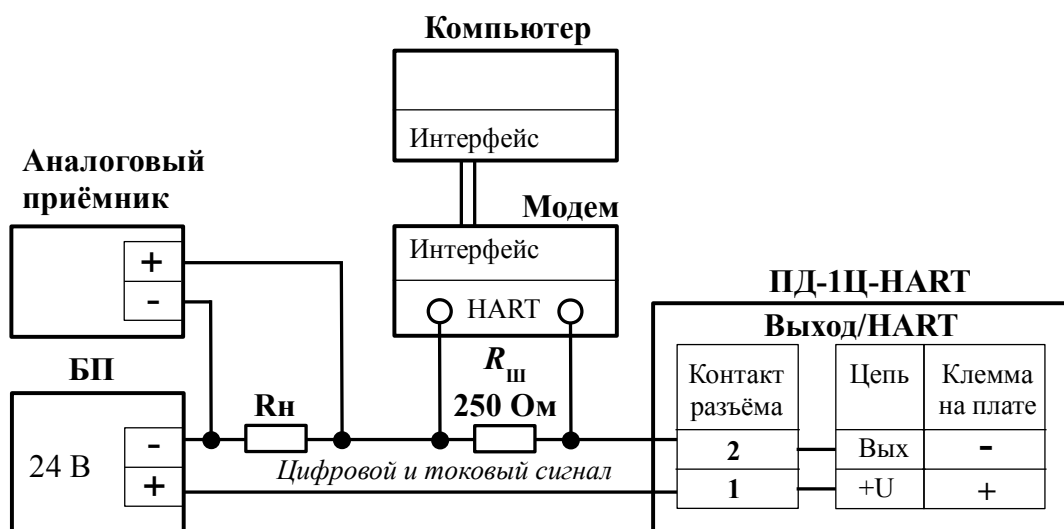 Компьютер
Интерфейс
Аналоговый
приёмник
+
-
Модем
Интерфейс
HART
ПД-1Ц-HART
Выход/HART
Контакт
разъёма
Цепь
Клемма
на плате
2
Вых
-
1
+U
+
БП
24 В
-
+
Rн
Rш
250 Ом
Цифровой и токовый сигнал